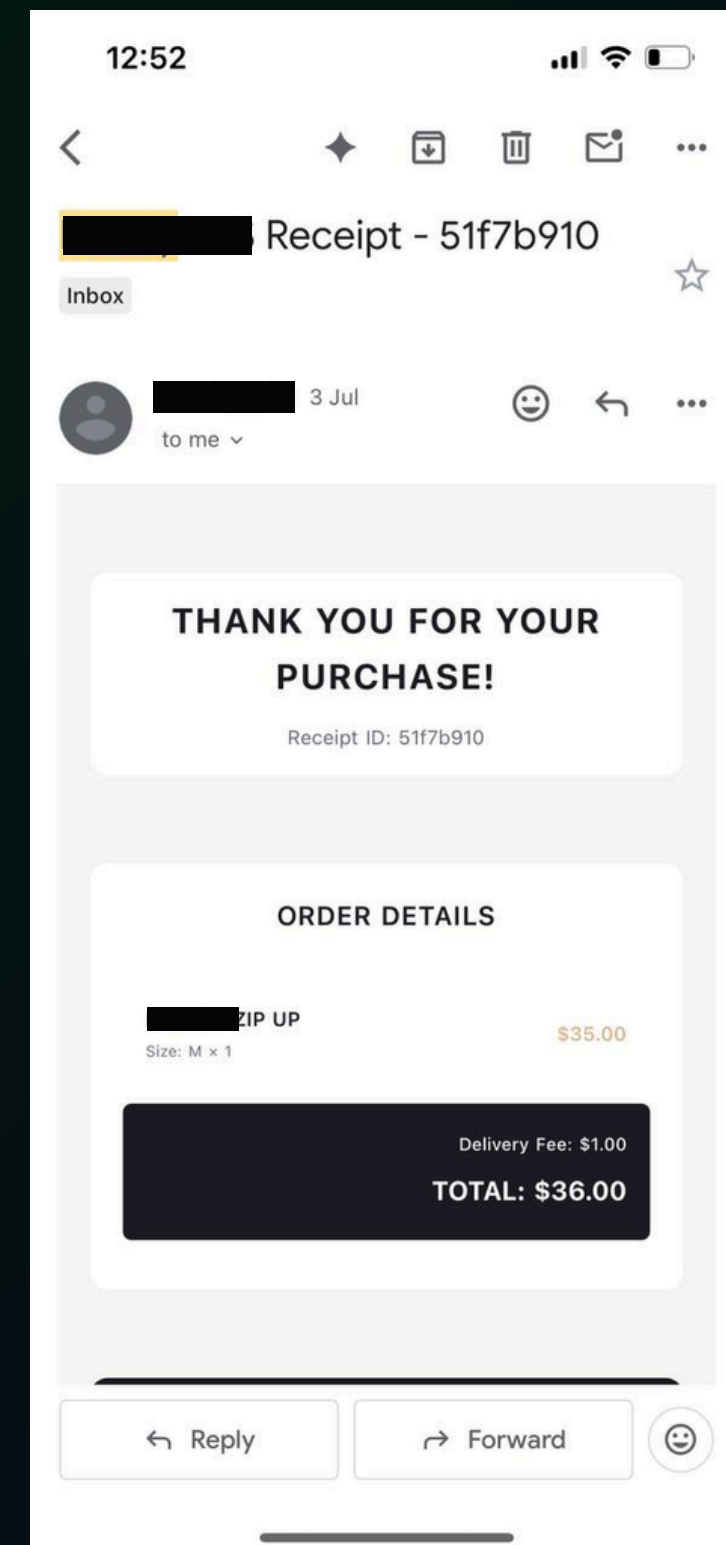 12:52
Receipt - 51f7b910
Inbox
3 Jul
to me
THANK YOU FOR YOUR
PURCHASE!
Receipt ID: 51f7b910
ORDER DETAILS
ZIP UP
$35.00
Size: M × 1
Delivery Fee: $1.00
TOTAL: $36.00
Reply
Forward